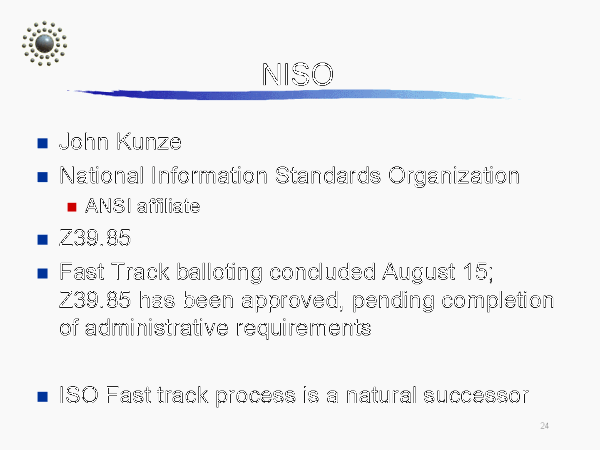 NISO
John Kunze
National Information Standards Organization
ANSI affiliate
Z39.85
Fast Track balloting concluded August 15;
Z39.85 has been approved, pending completion
of administrative requirements
ISO Fast track process is a natural successor
24